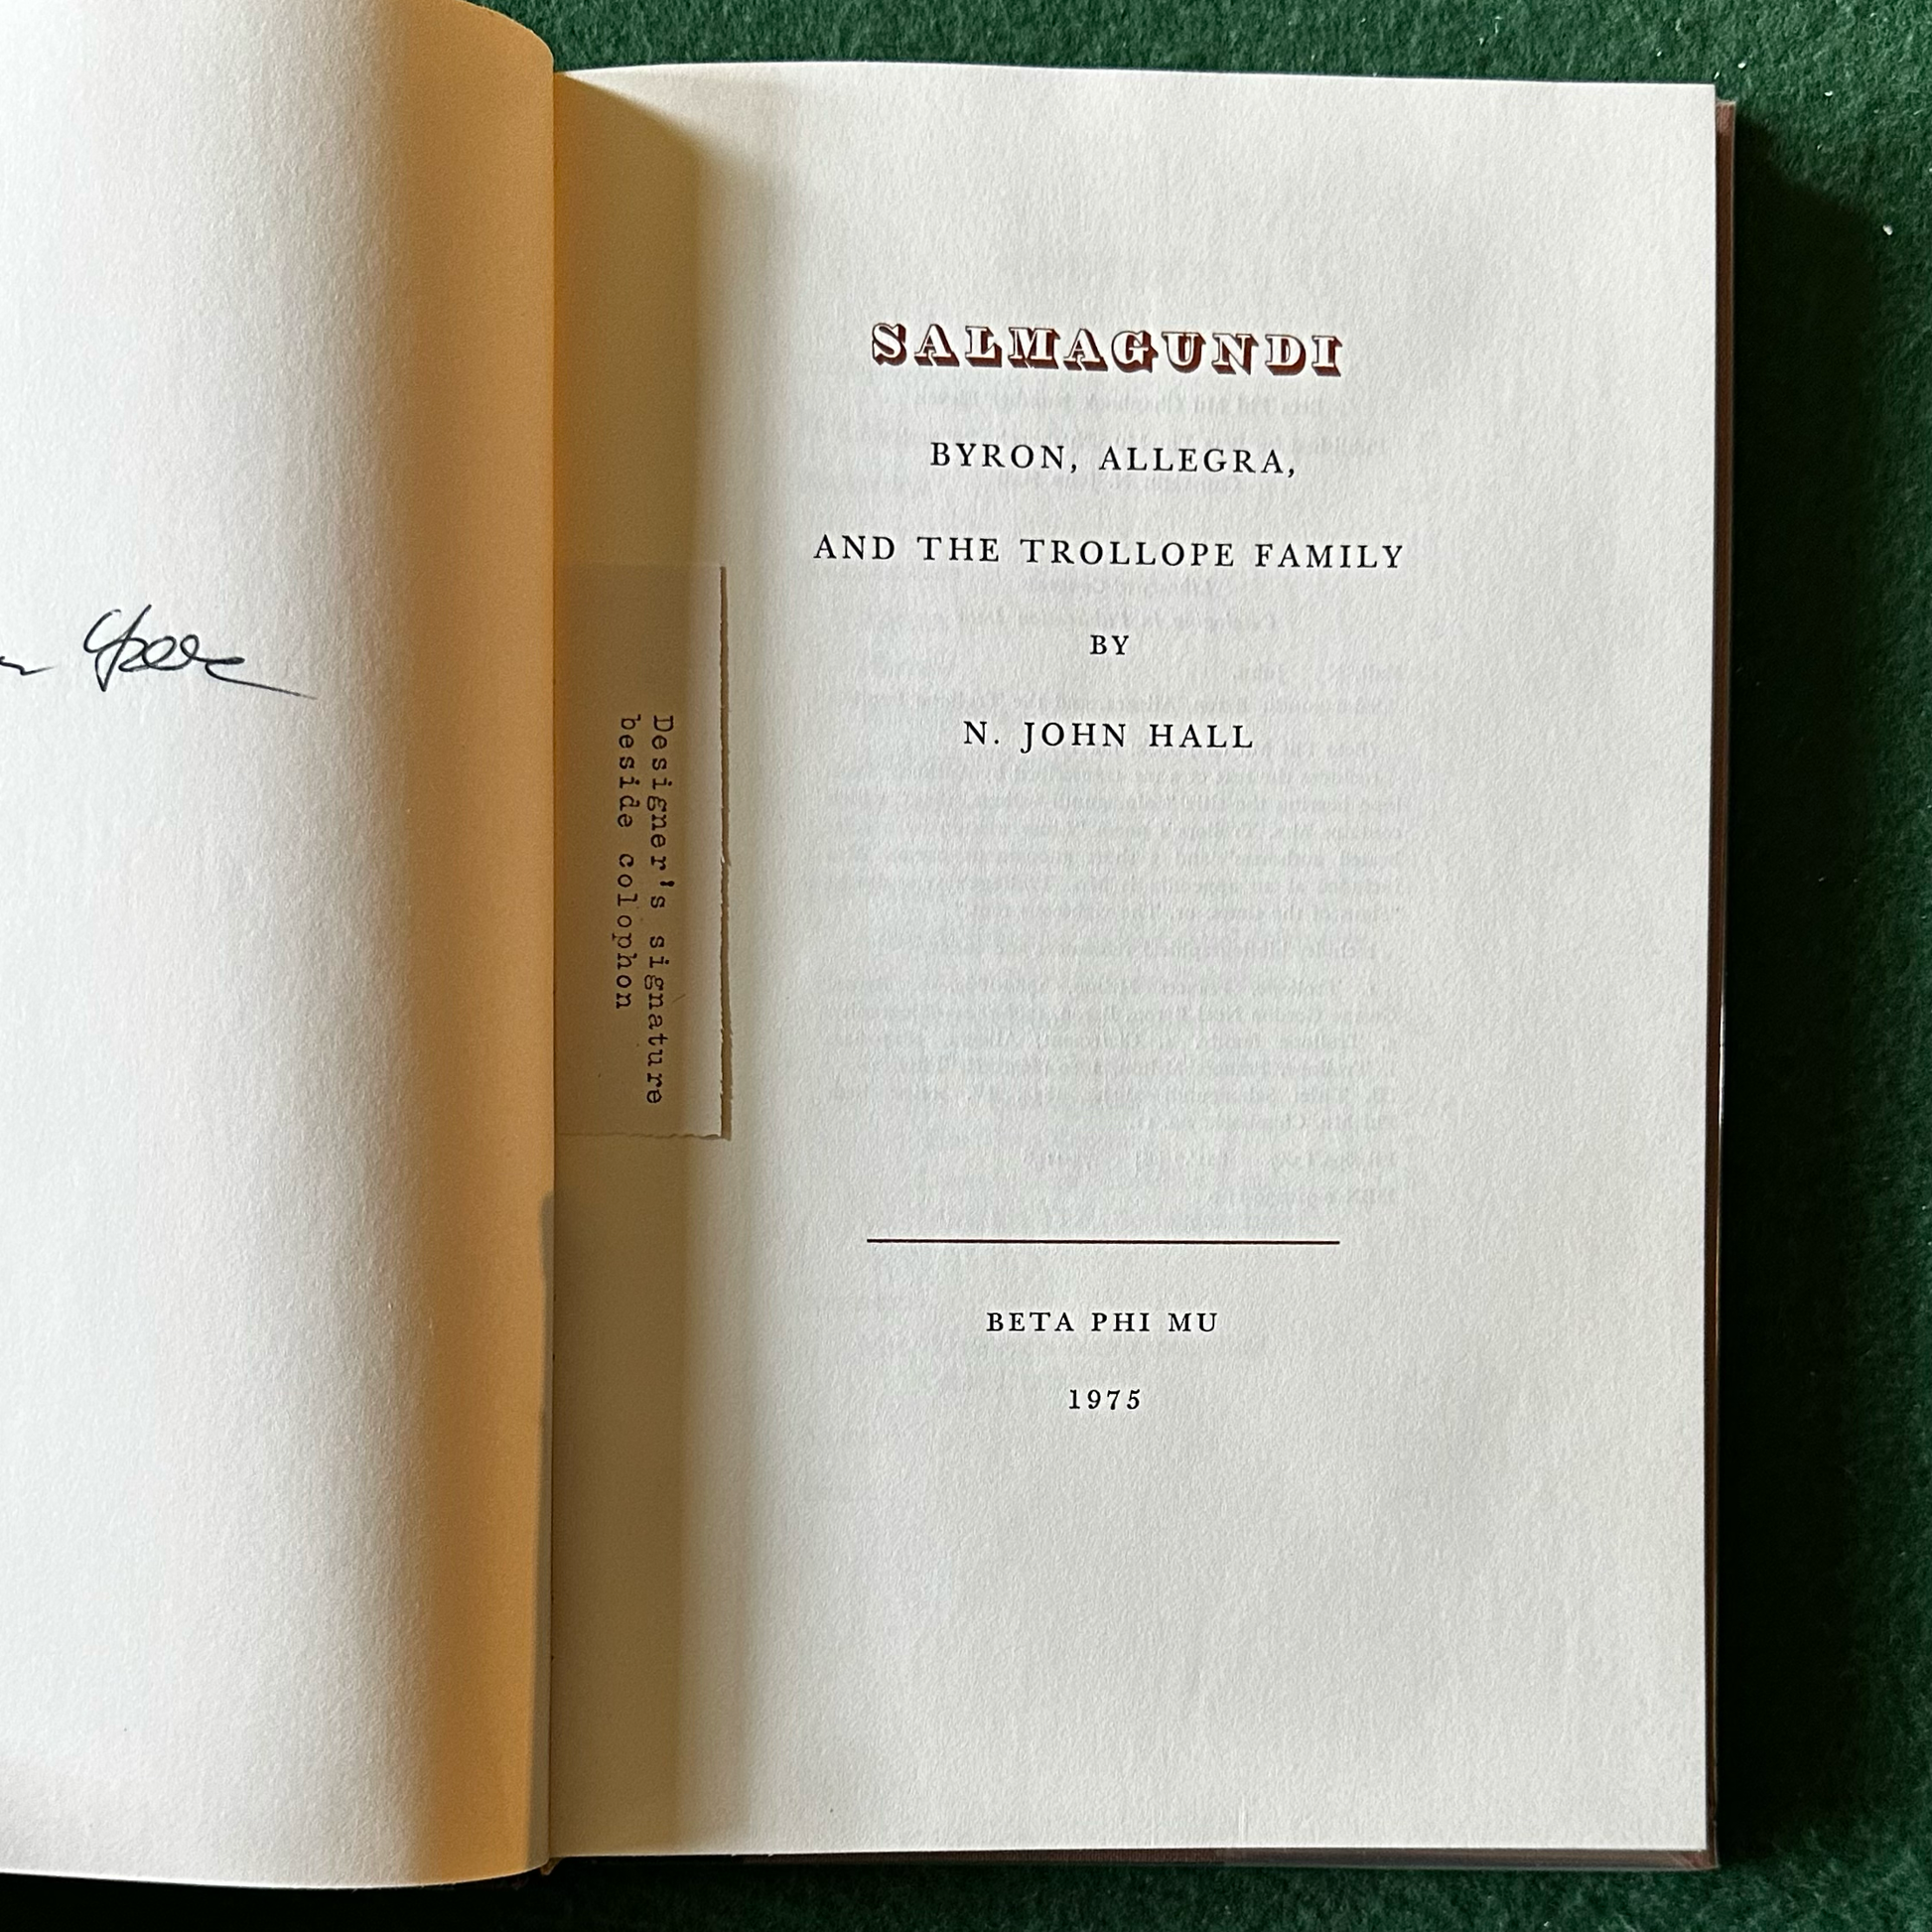 Designer's signature
beside colophon
SALMAGUNDI
BYRON, ALLEGRA,
AND THE TROLLOPE FAMILY
BY
N. JOHN HALL
BETA PHI MU
1975